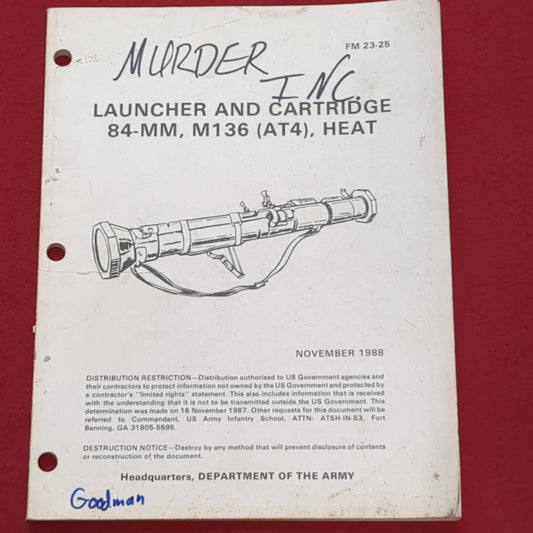 MURDER INC.
FM 23-25
LAUNCHER AND CARTRIDGE
84-MM, M136 (AT4), HEAT
NOVEMBER 1988
DISTRIBUTION RESTRICTION—Distribution authorized to US Government agencies and
their contractors to protect information not owned by the US Government and protected by
a contractor's "limited rights" statement. This also includes information that is received
with the understanding that it is not to be transmitted outside the US Government. This
determination was made on 16 November 1987. Other requests for this document will be
referred to Commandant, US Army Infantry School, ATTN: ATSH-IN-S3, Fort
Benning, GA 31905-5595.
DESTRUCTION NOTICE—Destroy by any method that will prevent disclosure of contents
or reconstruction of the document.
Headquarters, DEPARTMENT OF THE ARMY
Goodman